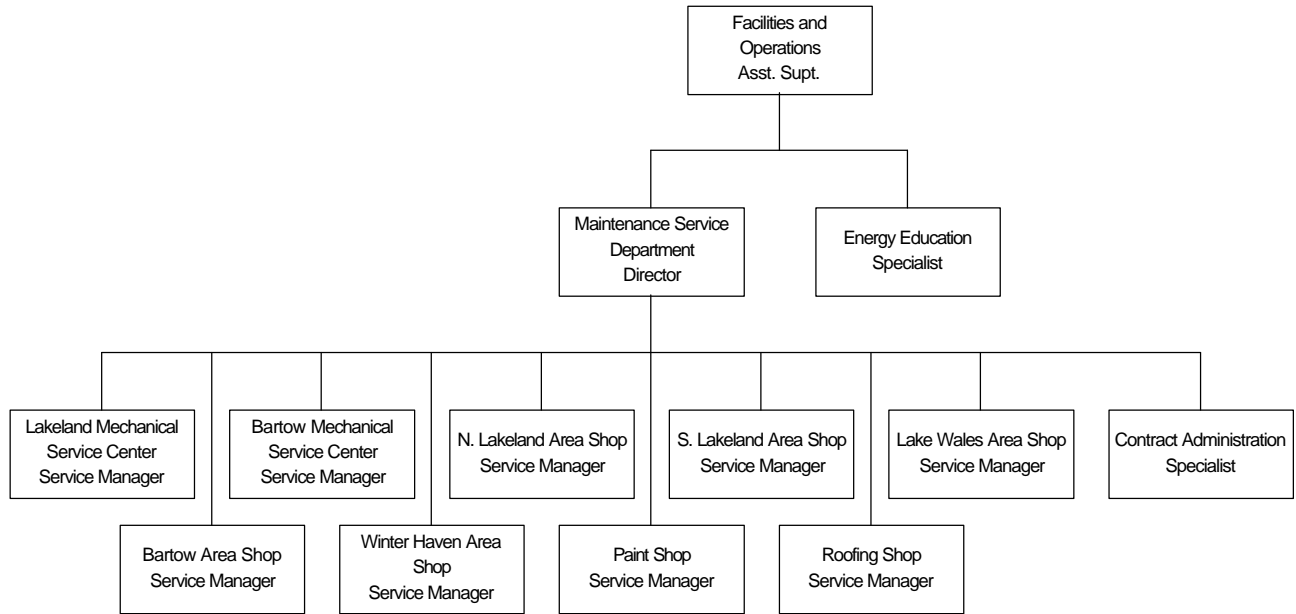 Facilities and
Operations
Asst. Supt.
Maintenance Service
Department
Director
Energy Education
Specialist
Lakeland Mechanical
Service Center
Service Manager
Bartow Mechanical
Service Center
Service Manager
N. Lakeland Area Shop
Service Manager
S. Lakeland Area Shop
Service Manager
Lake Wales Area Shop
Service Manager
Contract Administration
Specialist
Bartow Area Shop
Service Manager
Winter Haven Area
Shop
Service Manager
Paint Shop
Service Manager
Roofing Shop
Service Manager